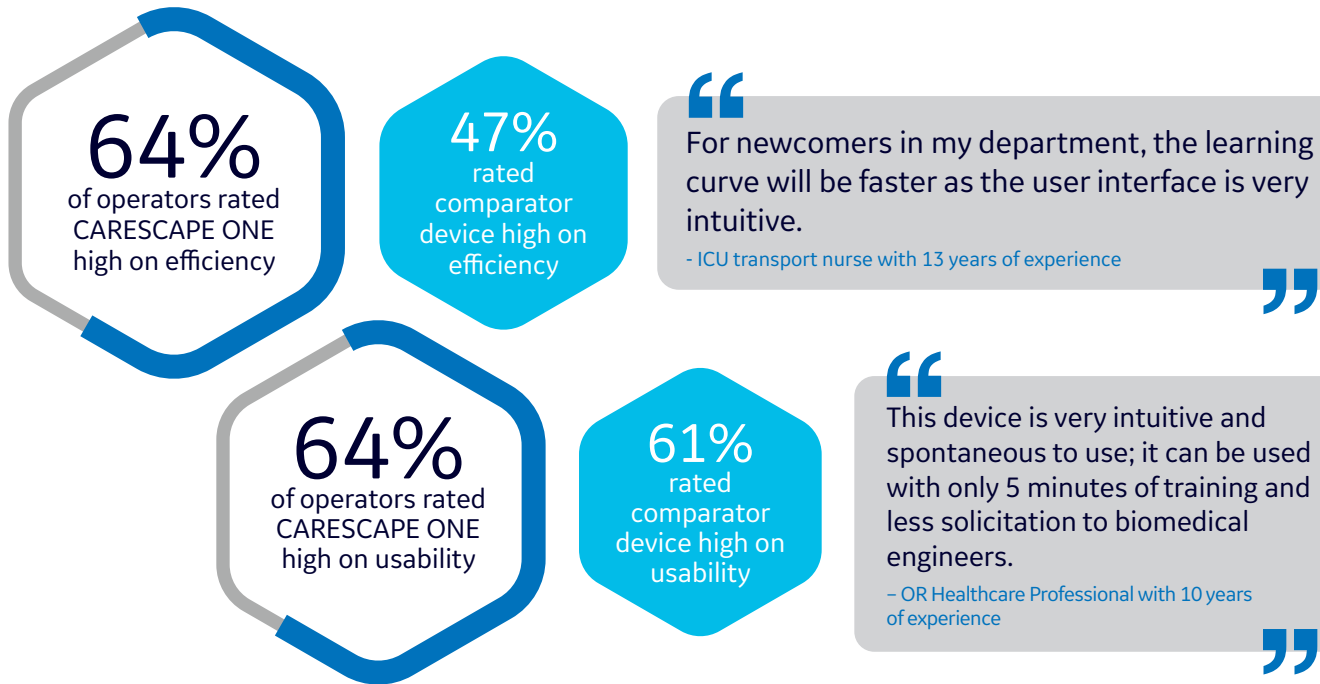 64%
of operators rated
CARESCAPE ONE
high on efficiency
47%
rated
comparator
device high on
efficiency
“
For newcomers in my department, the learning
curve will be faster as the user interface is very
intuitive.
- ICU transport nurse with 13 years of experience
”
64%
of operators rated
CARESCAPE ONE
high on usability
61%
rated
comparator
device high on
usability
“
This device is very intuitive and
spontaneous to use; it can be used
with only 5 minutes of training and
less solicitation to biomedical
engineers.
– OR Healthcare Professional with 10 years
of experience
”